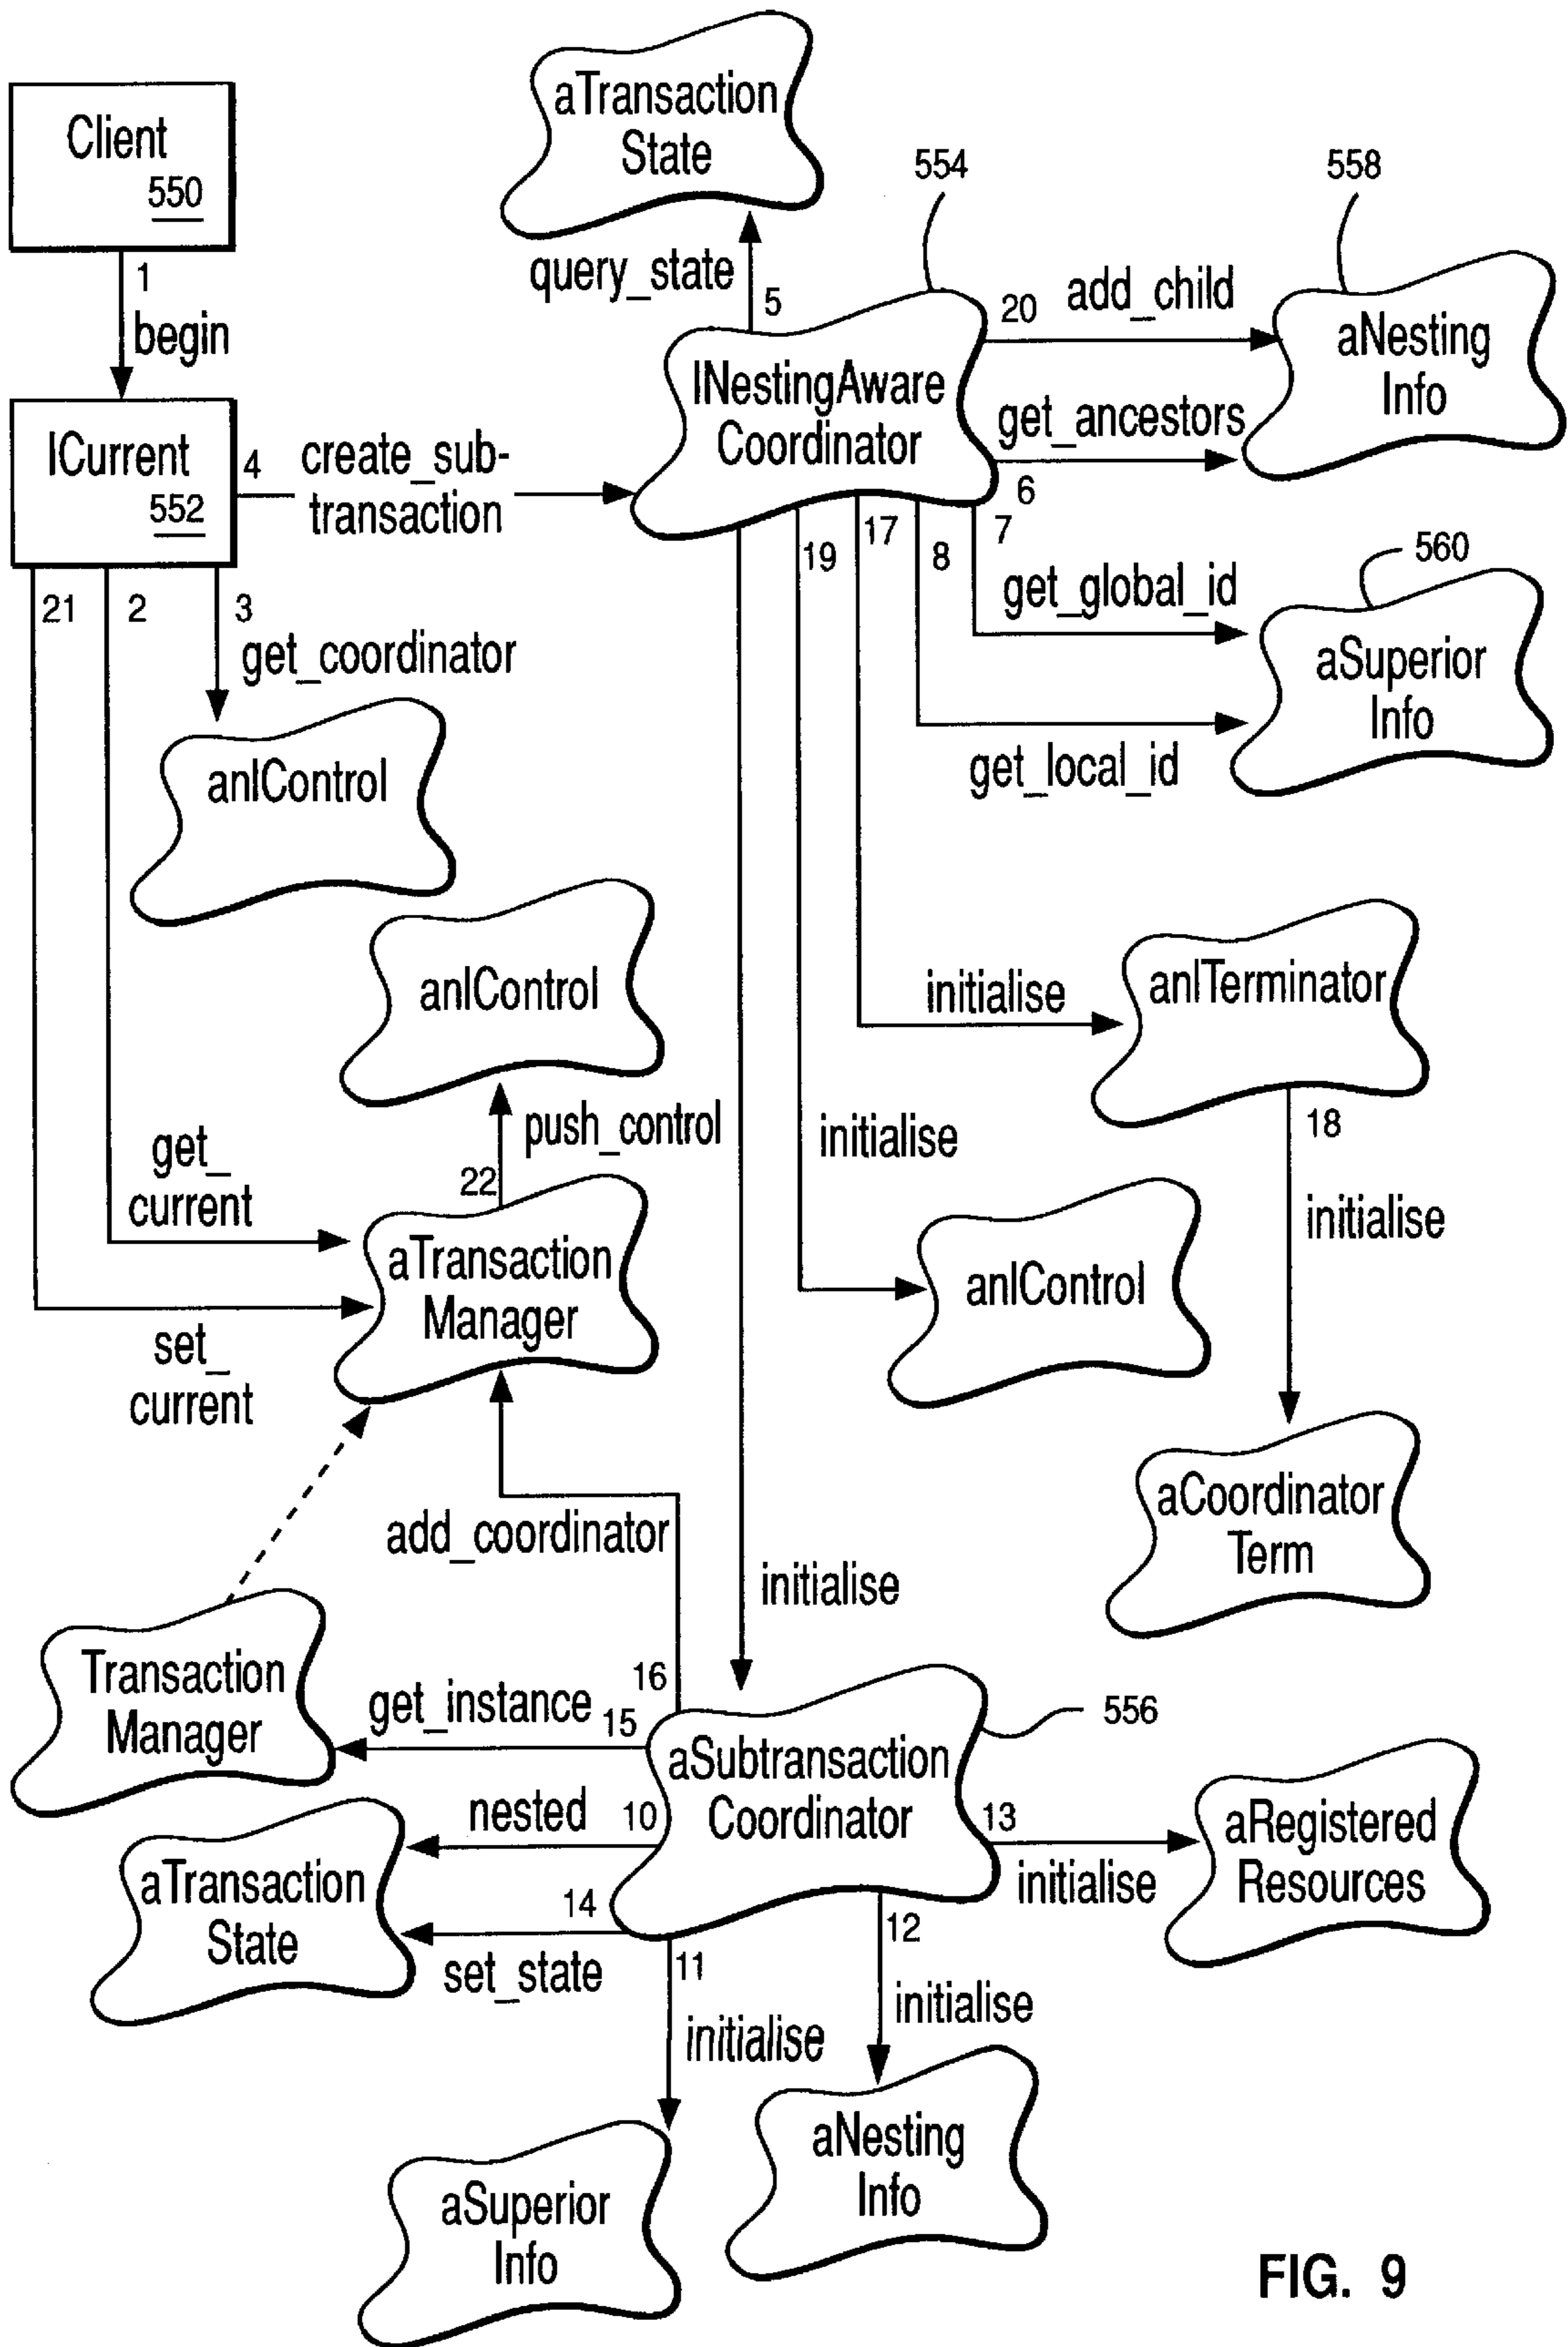 aTransaction
State
Client
550
554
558
1
begin
query_state
5
20
add_child
aNesting
Info
INestingAware
Coordinator
get_ancestors
6
ICurrent
552
4
create_sub-
transaction
19
17
8
7
560
get_global_id
aSuperior
Info
get_local_id
21
2
3
get_coordinator
anIControl
anIControl
initialise
anITerminator
push_control
22
18
initialise
get_
current
initialise
aTransaction
Manager
anIControl
set_
current
aCoordinator
Term
add_coordinator
initialise
16
Transaction
Manager
get_instance
15
556
aSubtransaction
Coordinator
nested
10
13
initialise
aRegistered
Resources
aTransaction
State
14
set_state
11
12
initialise
initialise
aNesting
Info
aSuperior
Info
FIG. 9